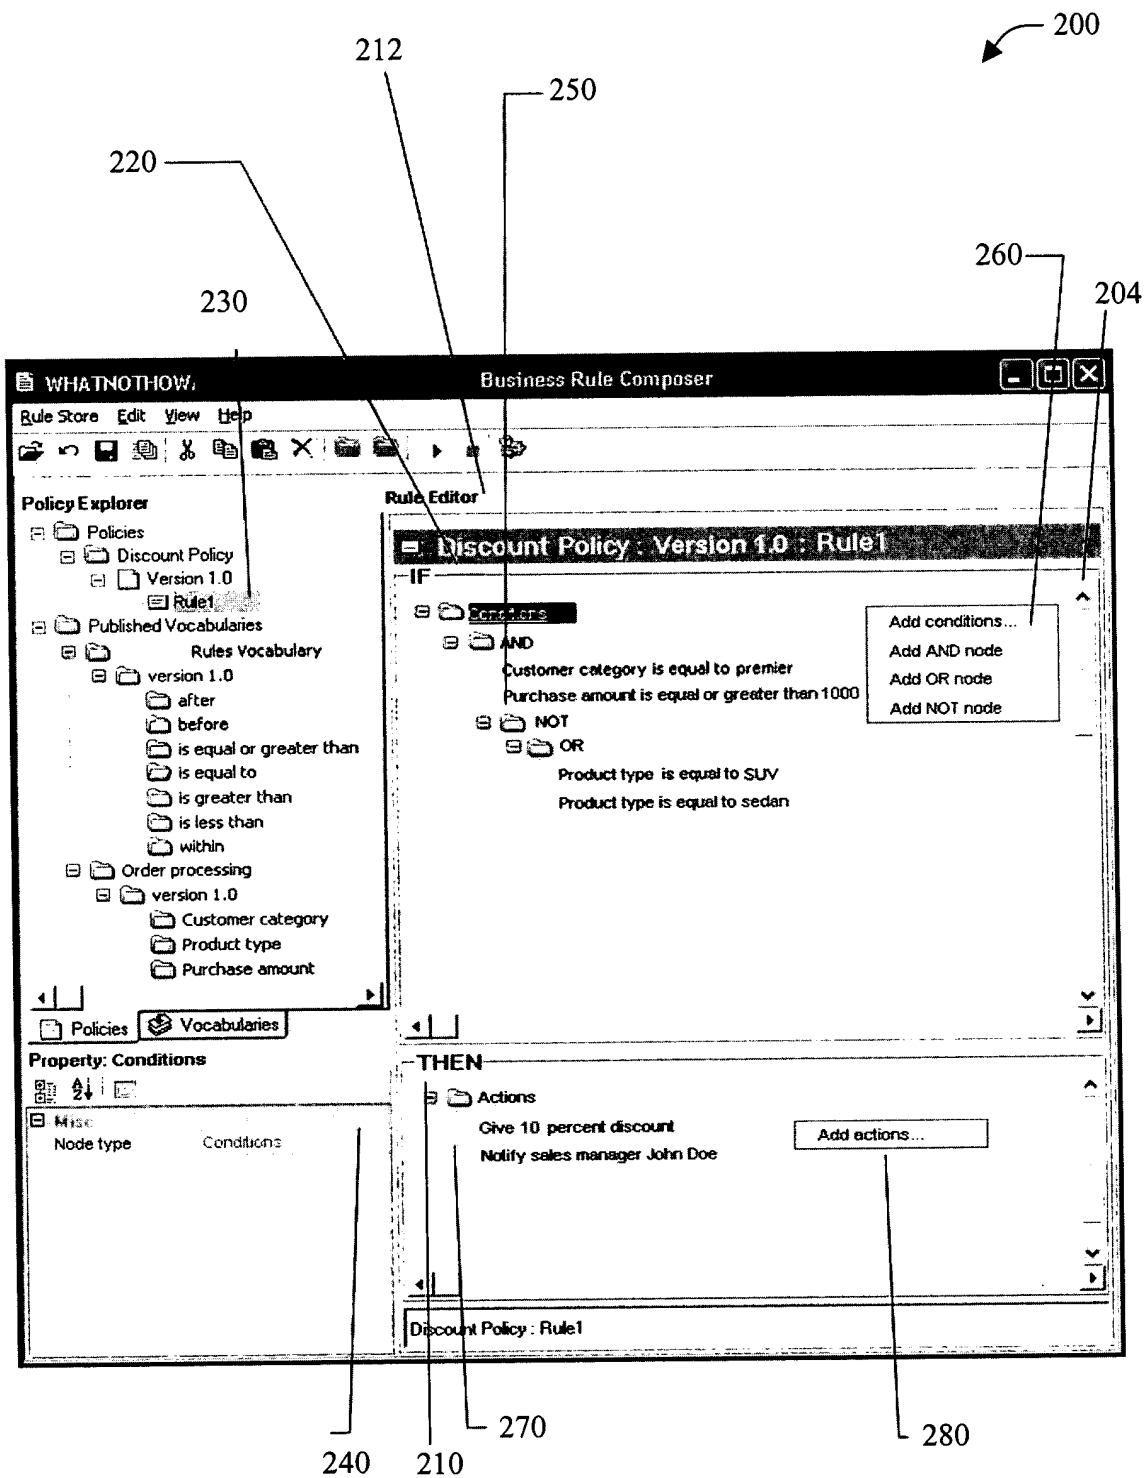 200
212
250
220
260
204
230
WHATNOTHOW
Business Rule Composer
Rule Store Edit View Help
Policy Explorer
Policies
Discount Policy
Version 1.0
Rule1
Published Vocabularies
Rules Vocabulary
version 1.0
after
before
is equal or greater than
is equal to
is greater than
is less than
within
Order processing
version 1.0
Customer category
Product type
Purchase amount
Policies
Vocabularies
Property: Conditions
Misc
Node type Conditions
Rule Editor
Discount Policy : Version 1.0 : Rule1
IF
Conditions
AND
Customer category is equal to premier
Purchase amount is equal or greater than 1000
NOT
OR
Product type is equal to SUV
Product type is equal to sedan
Add conditions...
Add AND node
Add OR node
Add NOT node
THEN
Actions
Give 10 percent discount
Notify sales manager John Doe
Add actions...
Discount Policy : Rule1
240
210
270
280